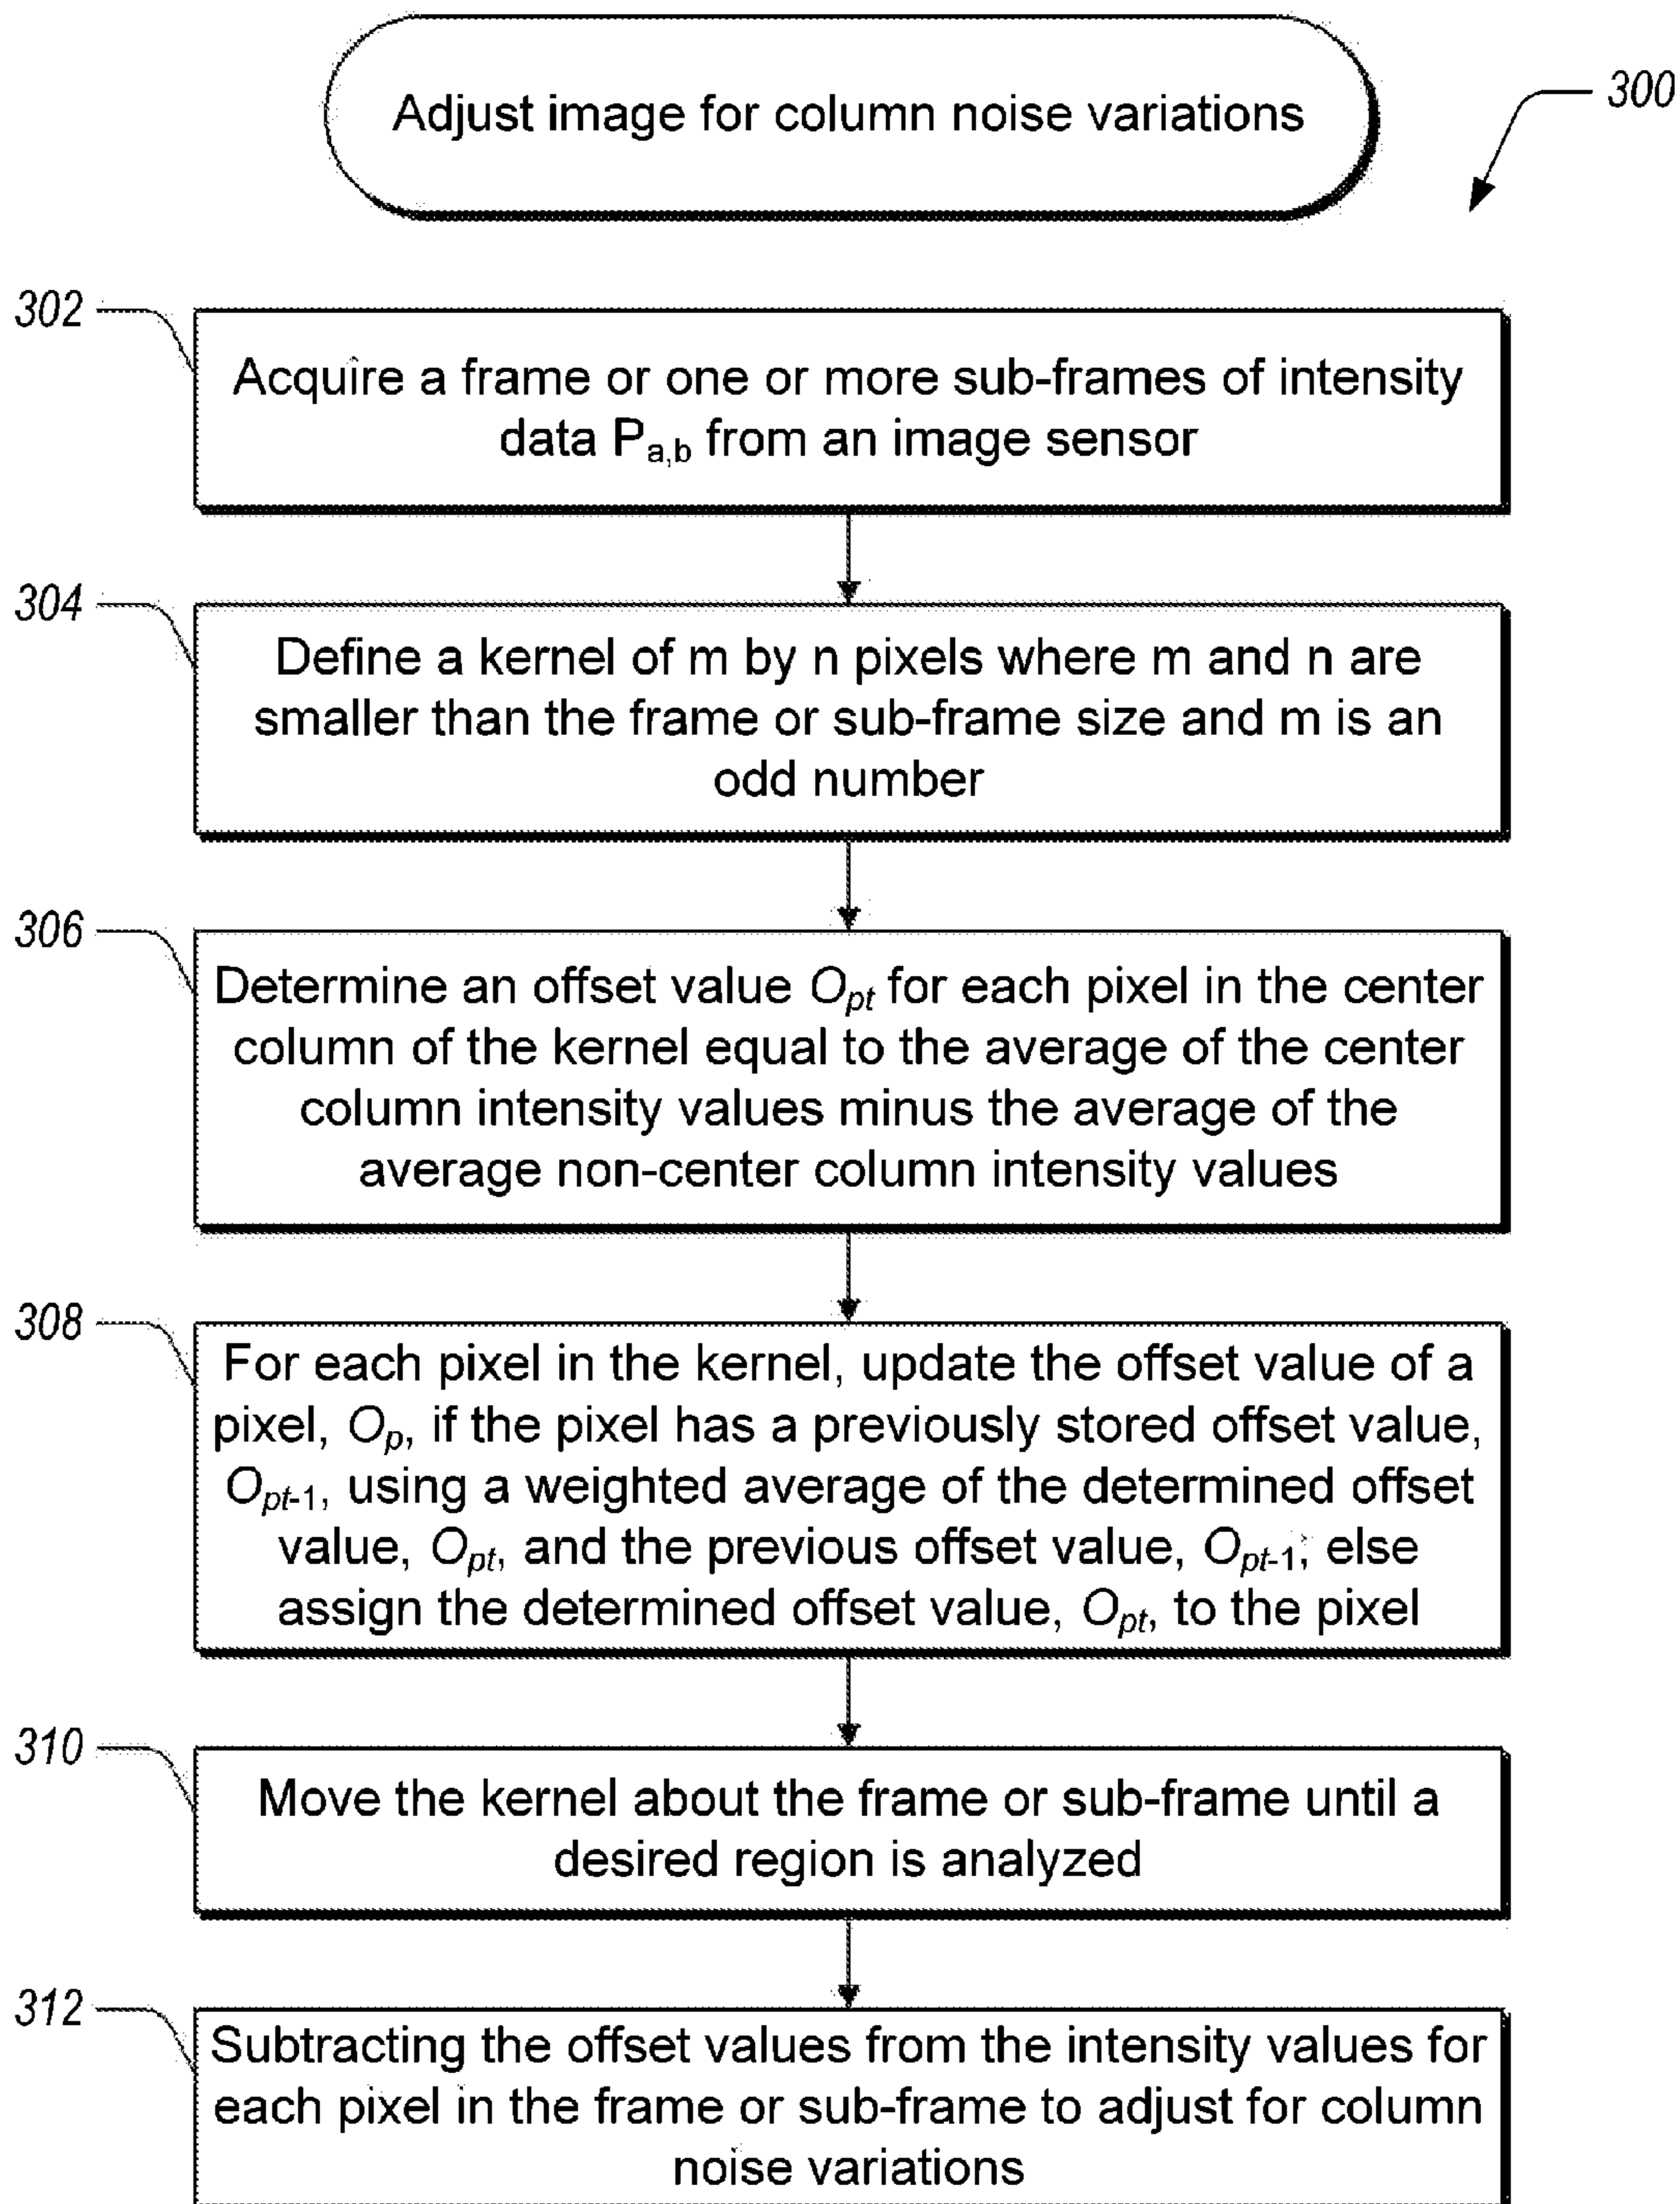 Adjust image for column noise variations
300
302
Acquire a frame or one or more sub-frames of intensity
data Pa,b from an image sensor
304
Define a kernel of m by n pixels where m and n are
smaller than the frame or sub-frame size and m is an
odd number
306
Determine an offset value Opt for each pixel in the center
column of the kernel equal to the average of the center
column intensity values minus the average of the
average non-center column intensity values
308
For each pixel in the kernel, update the offset value of a
pixel, Op, if the pixel has a previously stored offset value,
Opt-1, using a weighted average of the determined offset
value, Opt, and the previous offset value, Opt-1; else
assign the determined offset value, Opt, to the pixel
310
Move the kernel about the frame or sub-frame until a
desired region is analyzed
312
Subtracting the offset values from the intensity values for
each pixel in the frame or sub-frame to adjust for column
noise variations